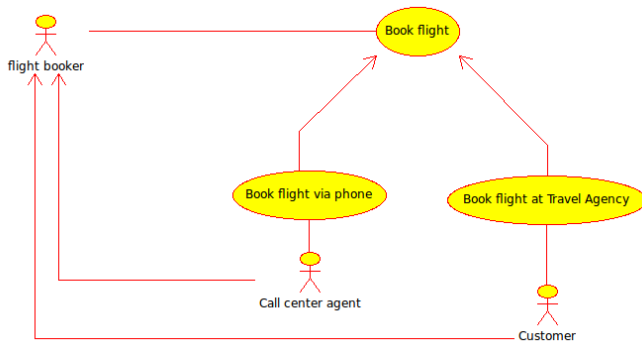 Book flight
flight booker
Book flight via phone
Book flight at Travel Agency
Call center agent
Customer